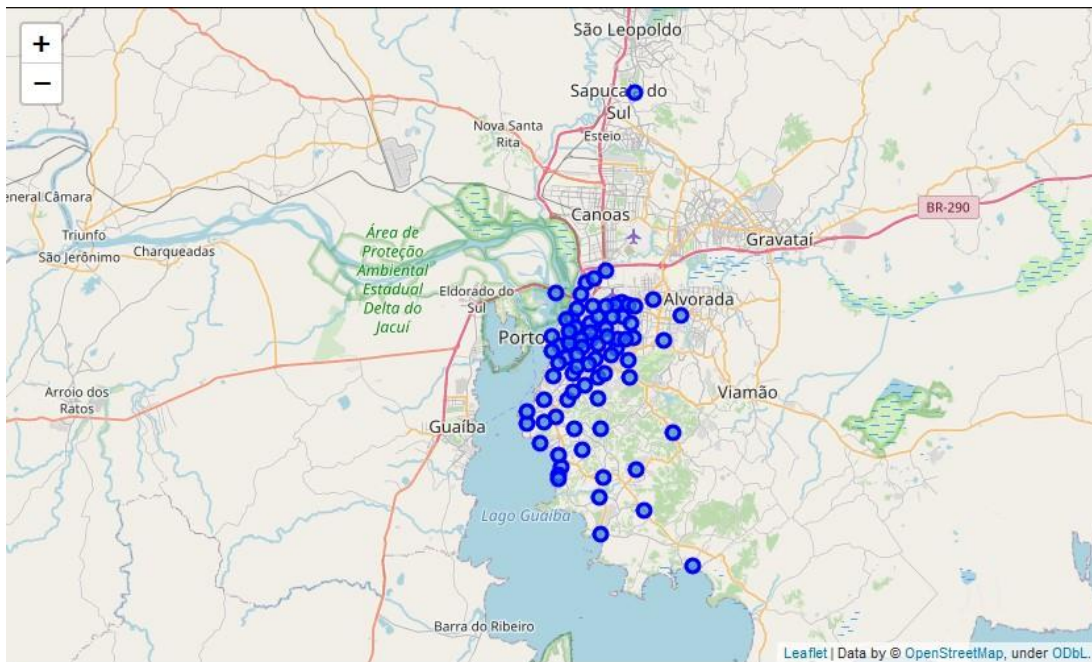 +
−
São Leopoldo
Sapucaia do
Sul
Nova Santa
Rita
Esteio
General Câmara
Triunfo
São Jerônimo
Charqueadas
Área de
Proteção
Ambiental
Estadual
Delta do
Jacuí
Canoas
BR-290
Gravataí
Eldorado do
Sul
Alvorada
Porto
Arroio dos
Ratos
Viamão
Guaíba
Lago Guaíba
Barra do Ribeiro
Leaflet | Data by © OpenStreetMap, under ODbL.